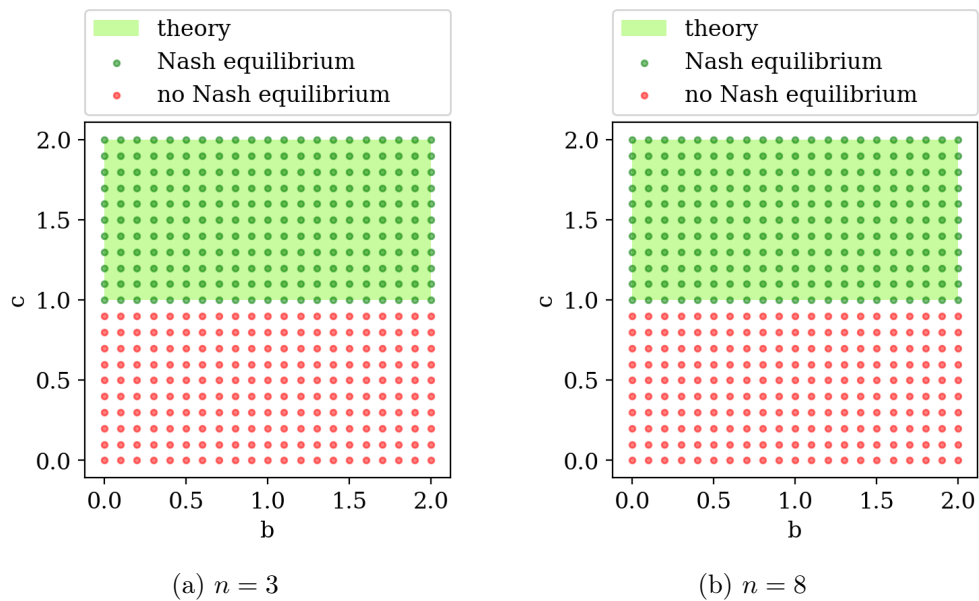 theory
Nash equilibrium
no Nash equilibrium
2.0
1.5
1.0
0.5
0.0
c
0.0 0.5 1.0 1.5 2.0
b
(a) n = 3
theory
Nash equilibrium
no Nash equilibrium
2.0
1.5
1.0
0.5
0.0
c
0.0 0.5 1.0 1.5 2.0
b
(b) n = 8